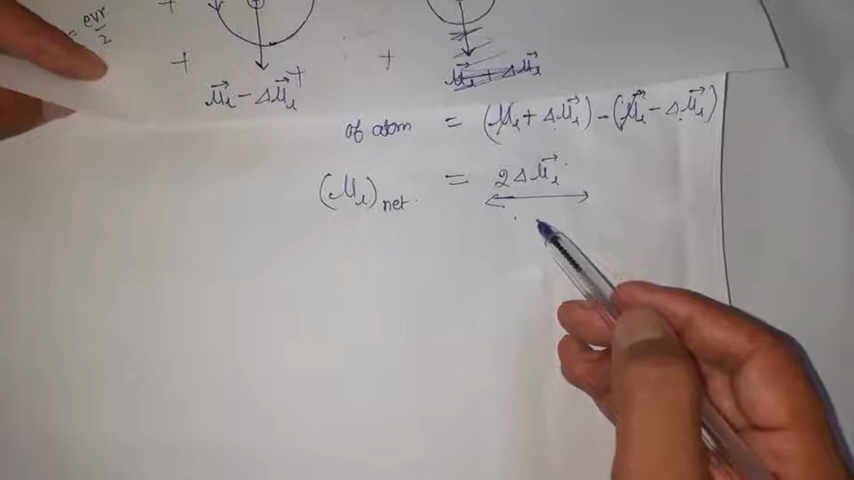 = evr/2
+ +
+ + +
μ⃗ₗ - Δμ⃗ₗ
μ⃗ₗ + Δμ⃗ₗ
of atom = (μ⃗ₗ + Δμ⃗ₗ) - (μ⃗ₗ - Δμ⃗ₗ)
(μₗ)net = 2Δμ⃗ₗ